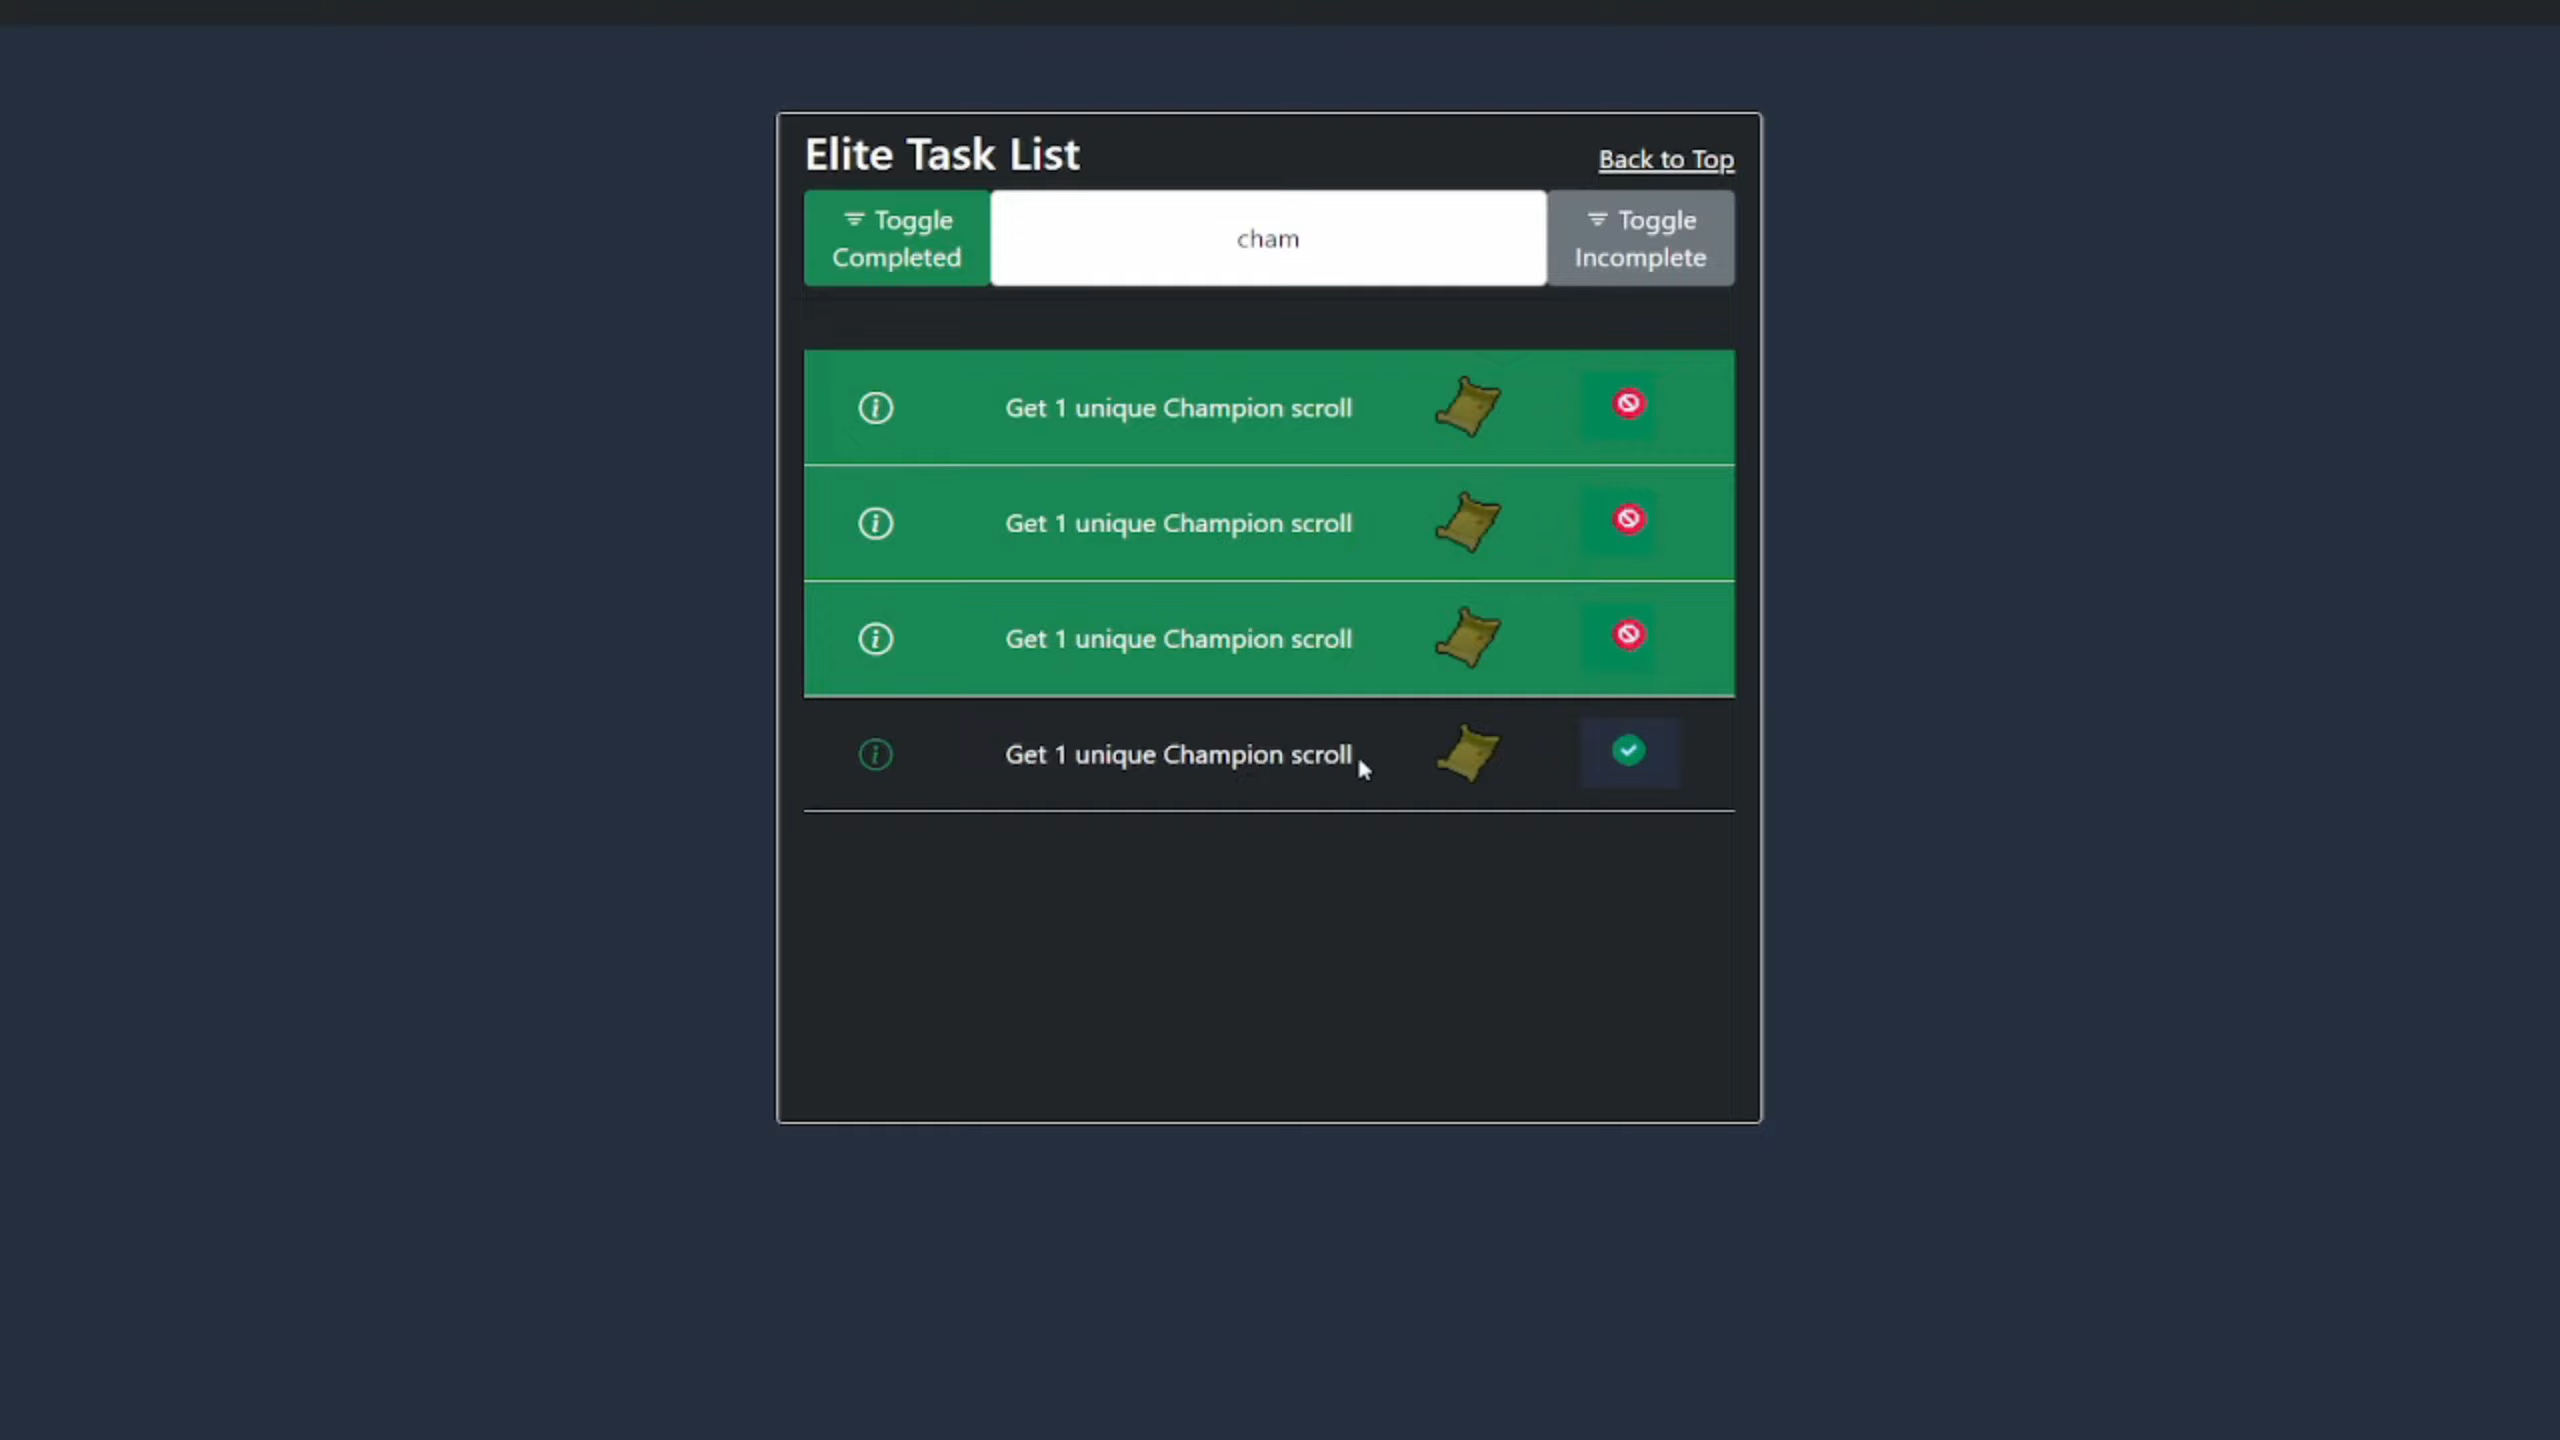 Elite Task List
Back to Top
Toggle
Completed
cham
Toggle
Incomplete
Get 1 unique Champion scroll
Get 1 unique Champion scroll
Get 1 unique Champion scroll
Get 1 unique Champion scroll